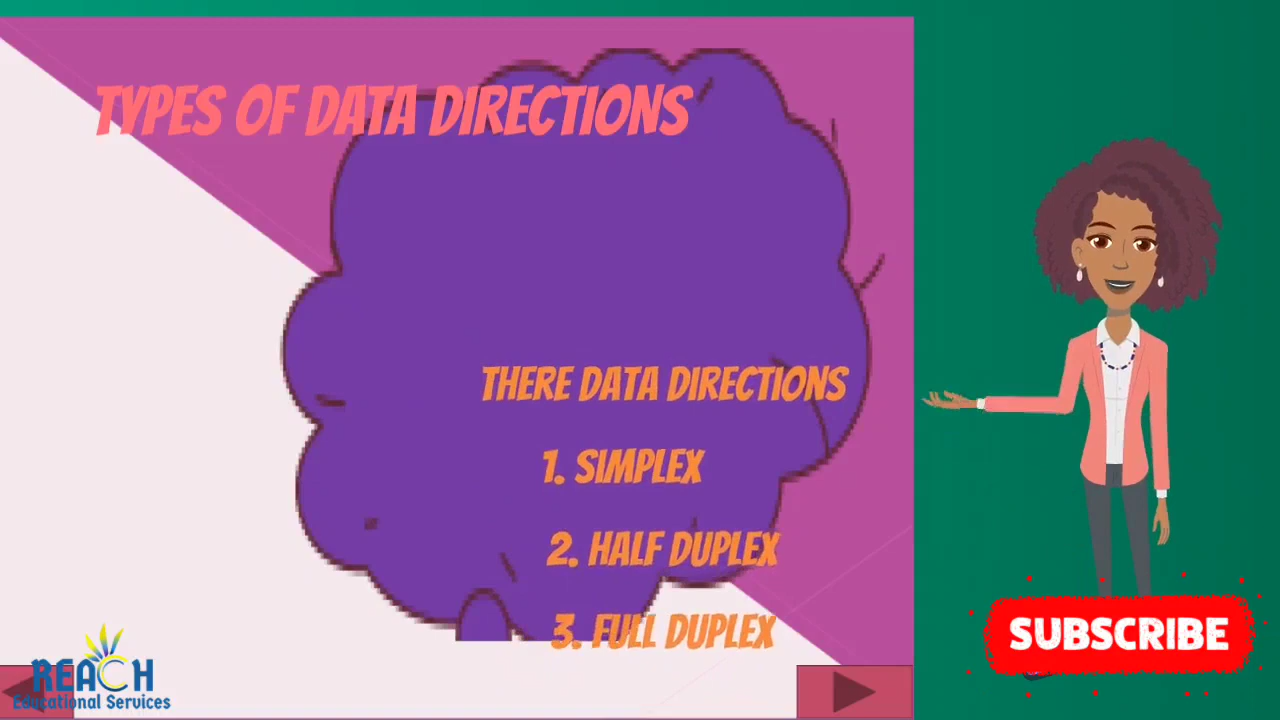 TYPES OF DATA DIRECTIONS
THERE DATA DIRECTIONS
1. SIMPLEX
2. HALF DUPLEX
3. FULL DUPLEX
SUBSCRIBE
REACH
Educational Services